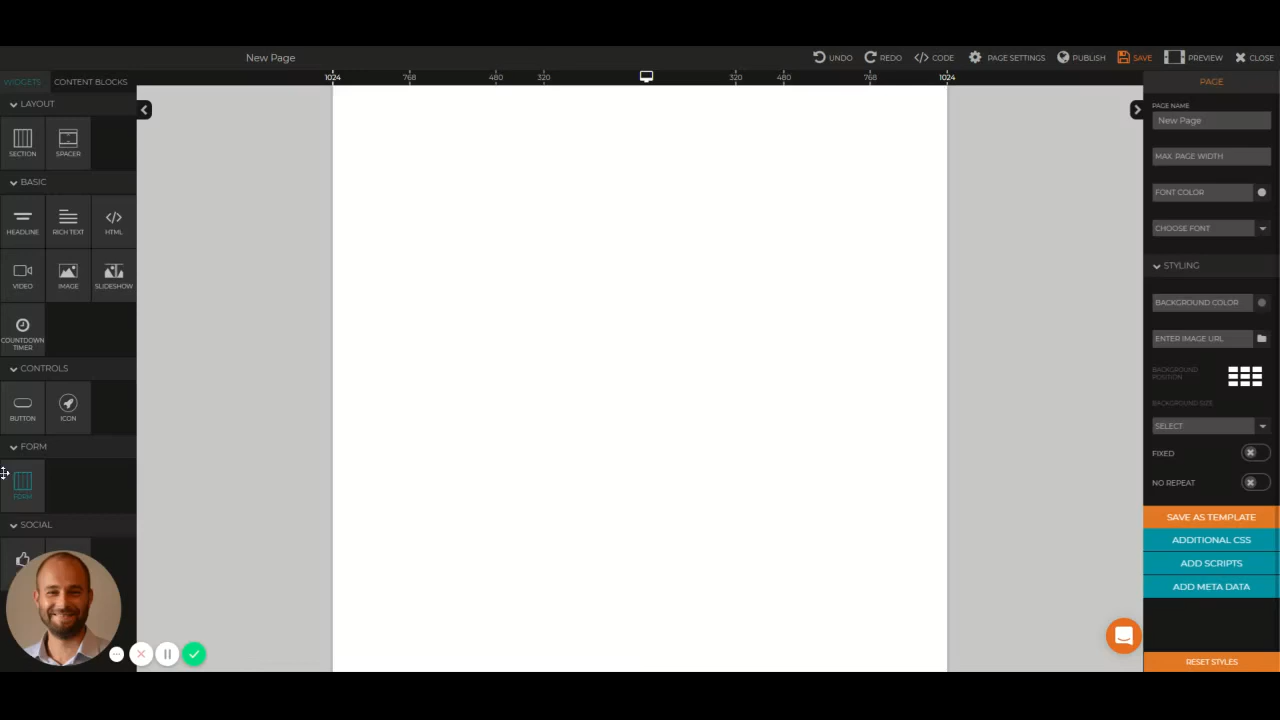 New Page
UNDO
REDO
</> CODE
PAGE SETTINGS
PUBLISH
SAVE
PREVIEW
CLOSE
WIDGETS
CONTENT BLOCKS
1024
768
480
320
320
480
768
1024
PAGE
LAYOUT
SECTION
SPACER
BASIC
HEADLINE
RICH TEXT
HTML
VIDEO
IMAGE
SLIDESHOW
COUNTDOWN
TIMER
CONTROLS
BUTTON
ICON
FORM
FORM
SOCIAL
PAGE NAME
New Page
MAX. PAGE WIDTH
FONT COLOR
CHOOSE FONT
STYLING
BACKGROUND COLOR
ENTER IMAGE URL
BACKGROUND
POSITION
BACKGROUND SIZE
SELECT
FIXED
NO REPEAT
SAVE AS TEMPLATE
ADDITIONAL CSS
ADD SCRIPTS
ADD META DATA
RESET STYLES